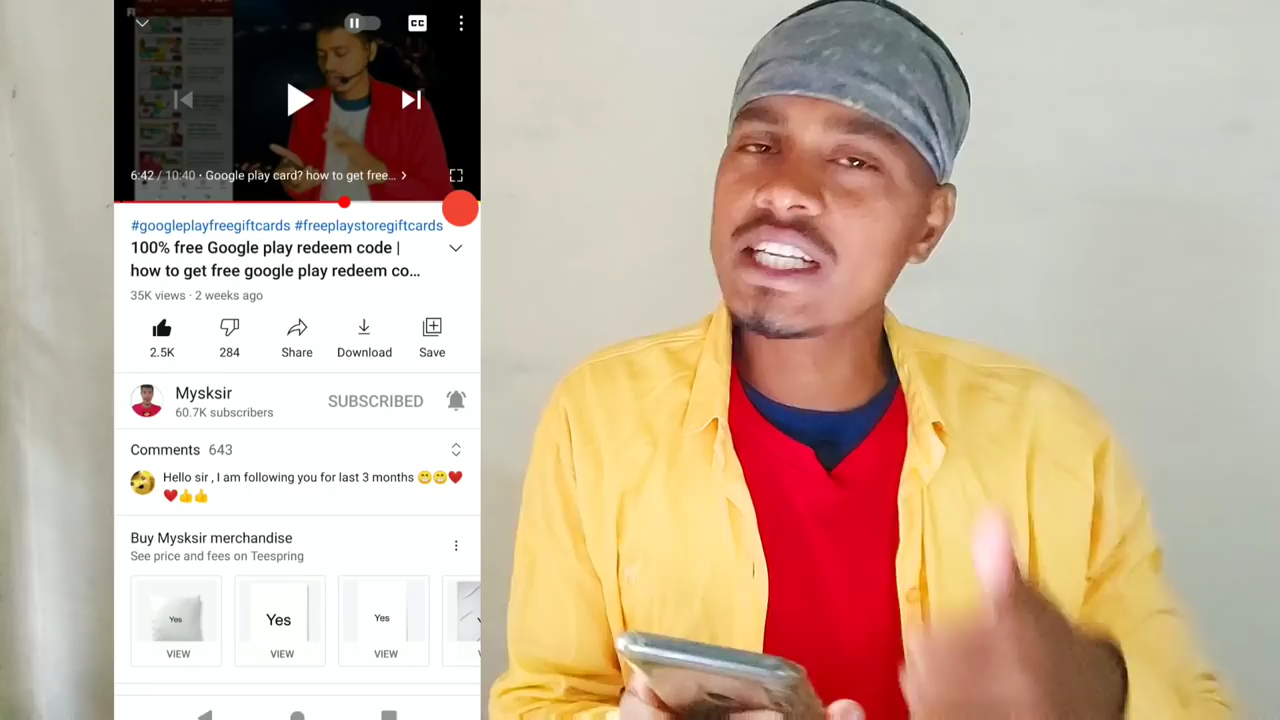 CC
6:42 / 10:40 · Google play card? how to get free... >
#googleplayfreegiftcards #freeplaystoregiftcards
100% free Google play redeem code |
how to get free google play redeem co...
35K views · 2 weeks ago
2.5K 284 Share Download Save
Mysksir
60.7K subscribers
SUBSCRIBED
Comments 643
Hello sir , I am following you for last 3 months 😁😁❤️
❤️👍👍
Buy Mysksir merchandise
See price and fees on Teespring
Yes Yes Yes
VIEW VIEW VIEW